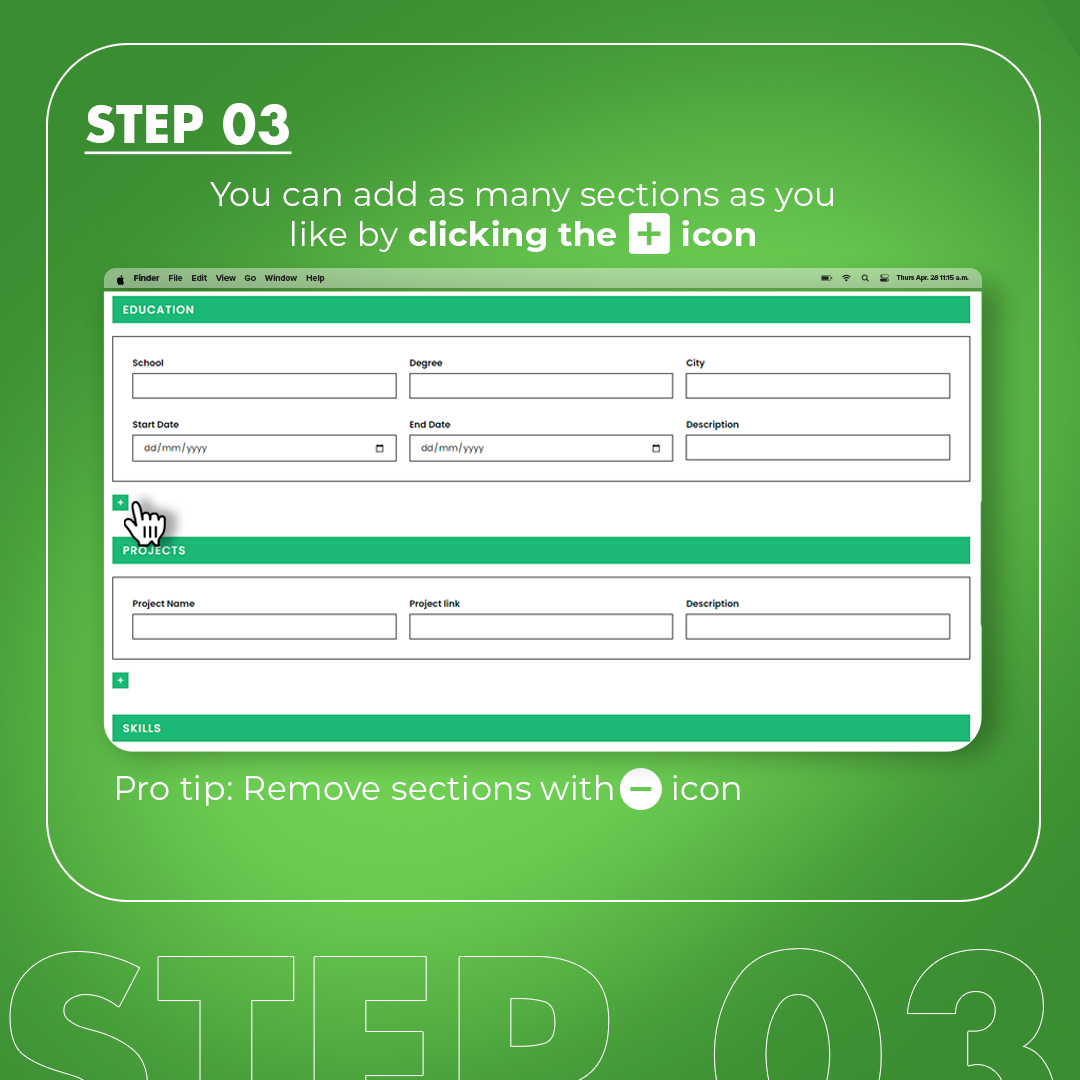 STEP 03
You can add as many sections as you
like by clicking the + icon
Finder File Edit View Go Window Help Thurs Apr. 28 11:15 a.m.
EDUCATION
School Degree City
Start Date End Date Description
dd/mm/yyyy dd/mm/yyyy
+
PROJECTS
Project Name Project link Description
+
SKILLS
Pro tip: Remove sections with − icon
STEP 03